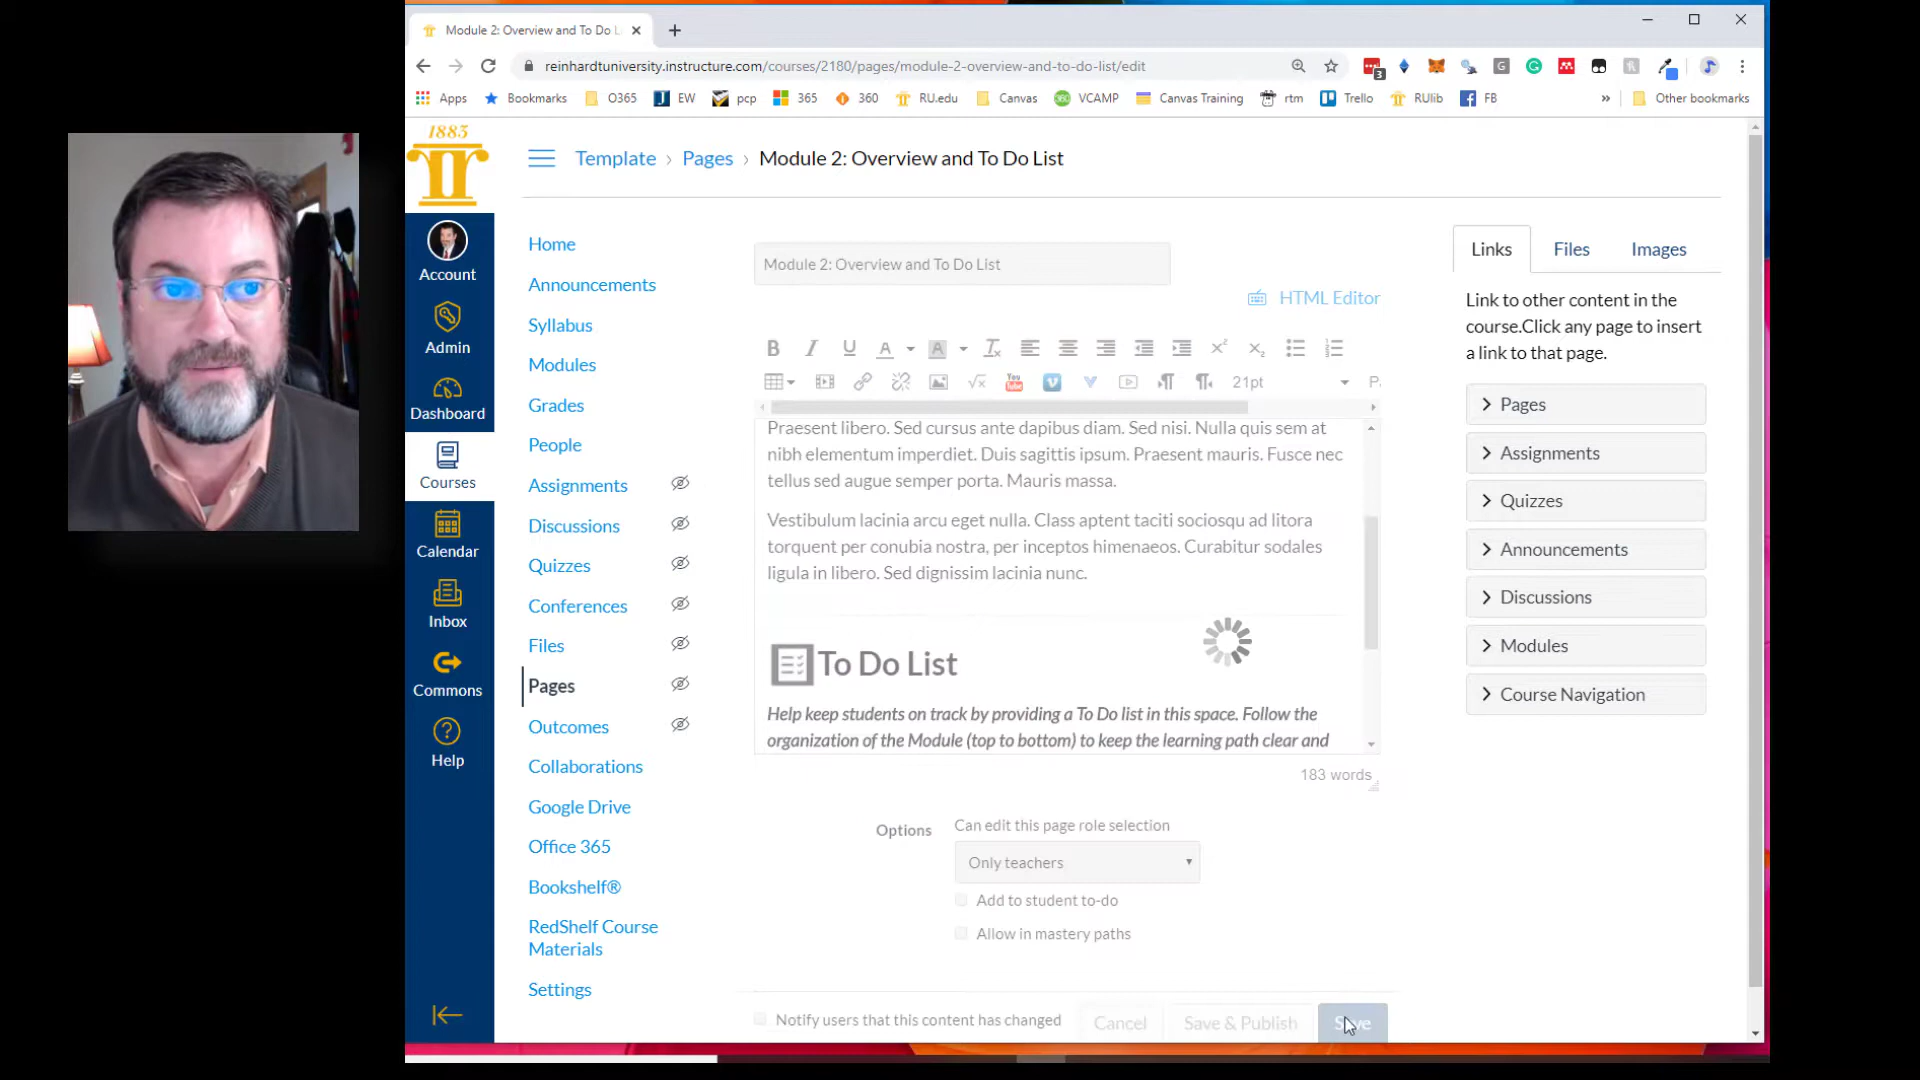 Module 2: Overview and To Do L
reinhardtuniversity.instructure.com/courses/2180/pages/module-2-overview-and-to-do-list/edit
3
Apps
Bookmarks
O365
EW
pcp
365
360
RU.edu
Canvas
VCAMP
Canvas Training
rtm
Trello
RUlib
FB
»
Other bookmarks
1883
Template › Pages › Module 2: Overview and To Do List
Account
Admin
Dashboard
Courses
Calendar
Inbox
Commons
Help
Home
Announcements
Syllabus
Modules
Grades
People
Assignments
Discussions
Quizzes
Conferences
Files
Pages
Outcomes
Collaborations
Google Drive
Office 365
Bookshelf®
RedShelf Course
Materials
Settings
Module 2: Overview and To Do List
HTML Editor
21pt
Praesent libero. Sed cursus ante dapibus diam. Sed nisi. Nulla quis sem at
nibh elementum imperdiet. Duis sagittis ipsum. Praesent mauris. Fusce nec
tellus sed augue semper porta. Mauris massa.
Vestibulum lacinia arcu eget nulla. Class aptent taciti sociosqu ad litora
torquent per conubia nostra, per inceptos himenaeos. Curabitur sodales
ligula in libero. Sed dignissim lacinia nunc.
To Do List
Help keep students on track by providing a To Do list in this space. Follow the
organization of the Module (top to bottom) to keep the learning path clear and
183 words
Options
Can edit this page role selection
Only teachers
Add to student to-do
Allow in mastery paths
Notify users that this content has changed
Cancel
Save & Publish
Save
Links
Files
Images
Link to other content in the
course.Click any page to insert
a link to that page.
Pages
Assignments
Quizzes
Announcements
Discussions
Modules
Course Navigation